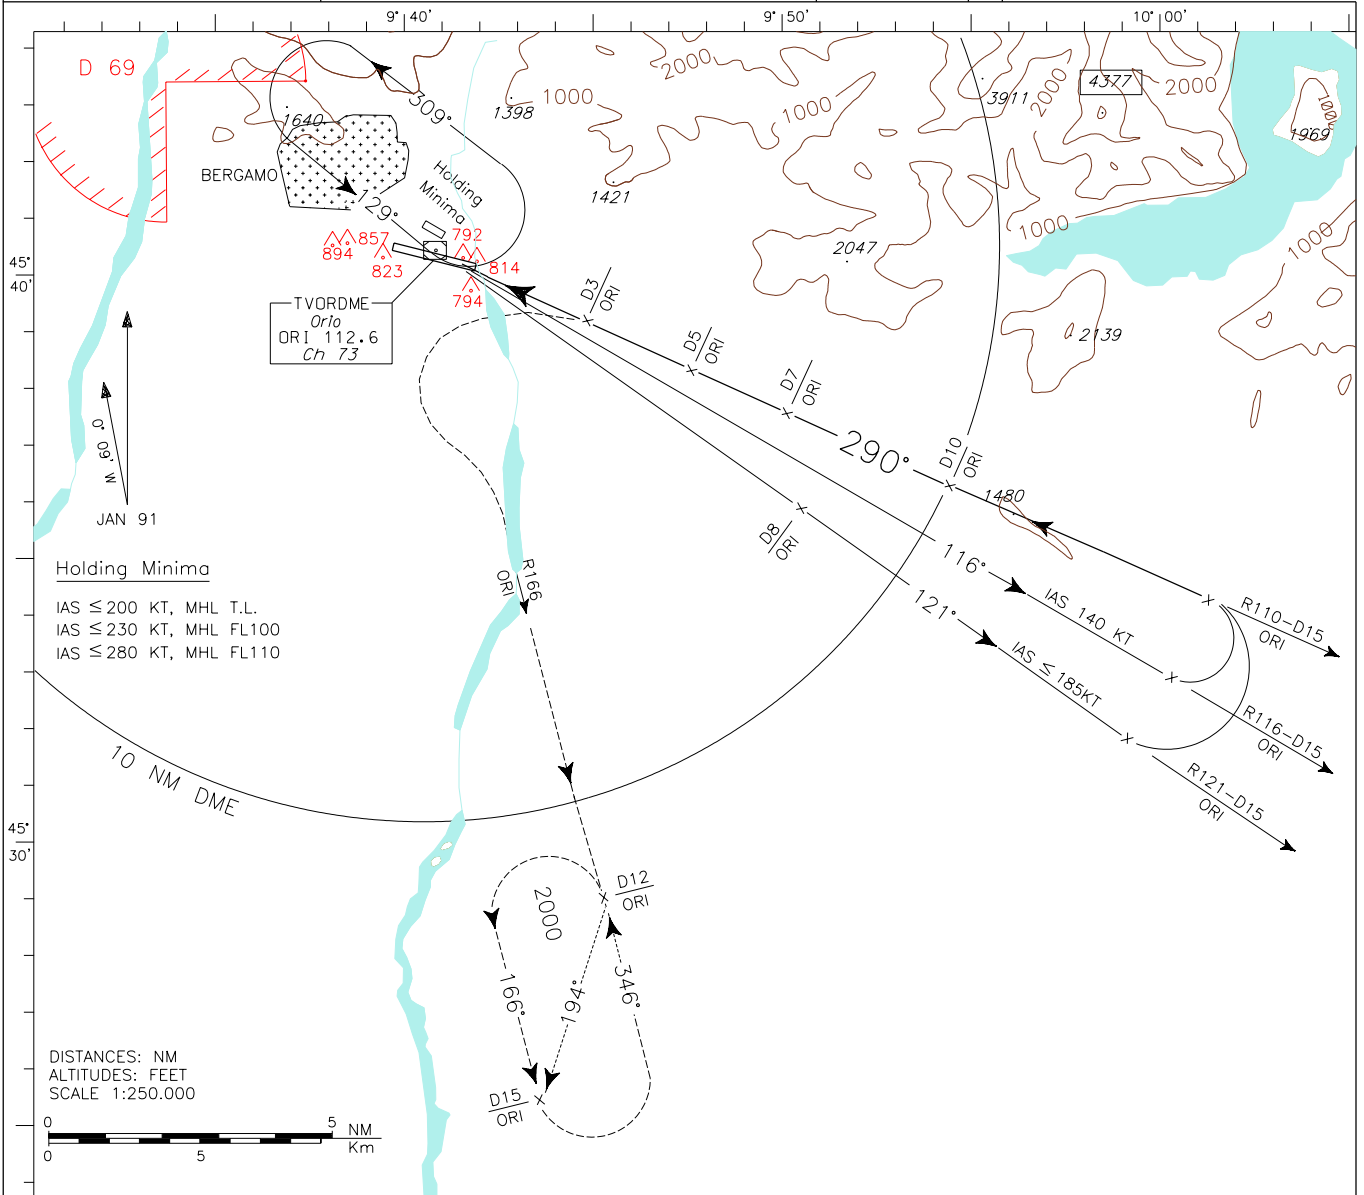 9° 40'
9° 50'
10° 00'
D 69
309°
1398
1000
2000
1000
3911
2000
4377
2000
1000
1969
1640
BERGAMO
Holding
Minima
129°
1421
1000
1000
2047
857
894
823
792
814
794
45°
40'
TVORDME
Orio
ORI 112.6
Ch 73
D3
ORI
D5
ORI
D7
ORI
2139
290°
D10
ORI
1480
0° 09' W
JAN 91
D8
ORI
116°
IAS 140 KT
121°
IAS ≤ 185KT
R110-D15
ORI
R116-D15
ORI
R121-D15
ORI
R166
ORI
Holding Minima
IAS ≤200 KT, MHL T.L.
IAS ≤230 KT, MHL FL100
IAS ≤280 KT, MHL FL110
10 NM DME
45°
30'
D12
ORI
2000
166°
194°
346°
D15
ORI
DISTANCES: NM
ALTITUDES: FEET
SCALE 1:250.000
0 5 NM
0 5 Km